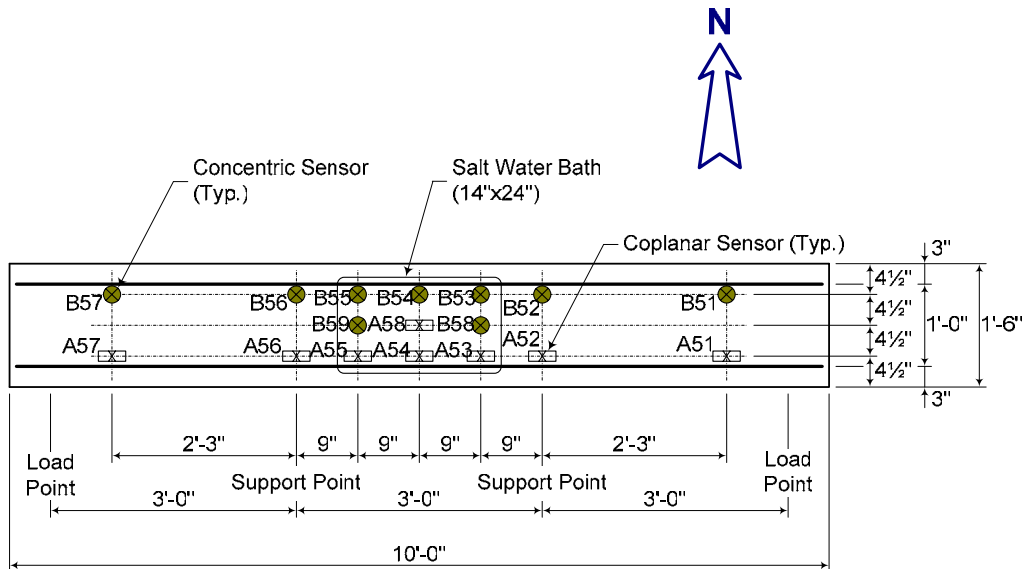 N
Concentric Sensor
(Typ.)
Salt Water Bath
(14"x24")
Coplanar Sensor (Typ.)
3"
4½"
B57
B56
B55
B54
B53
B52
B51
4½"
B59
A58
B58
1'-0"
1'-6"
A57
A56
A55
A54
A53
A52
A51
4½"
4½"
3"
2'-3"
9"
9"
9"
9"
2'-3"
Load
Point
Support Point
Support Point
Load
Point
3'-0"
3'-0"
3'-0"
10'-0"